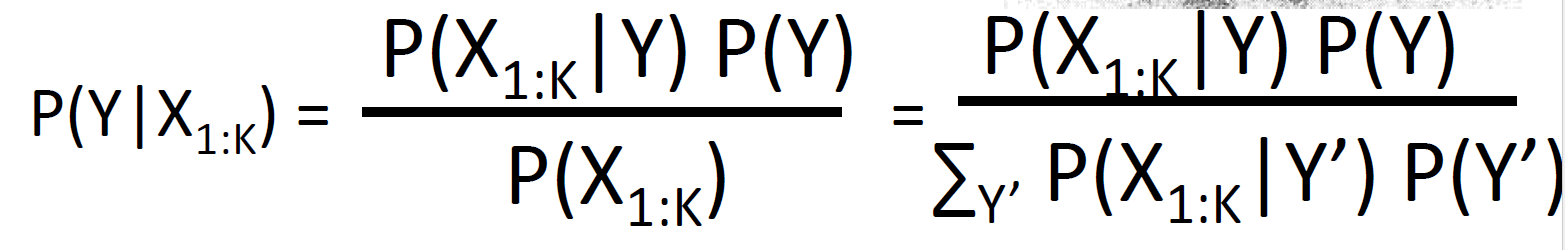 P(Y|X1:K) = P(X1:K|Y) P(Y) / P(X1:K) = P(X1:K|Y) P(Y) / ∑Y’ P(X1:K|Y’) P(Y’)